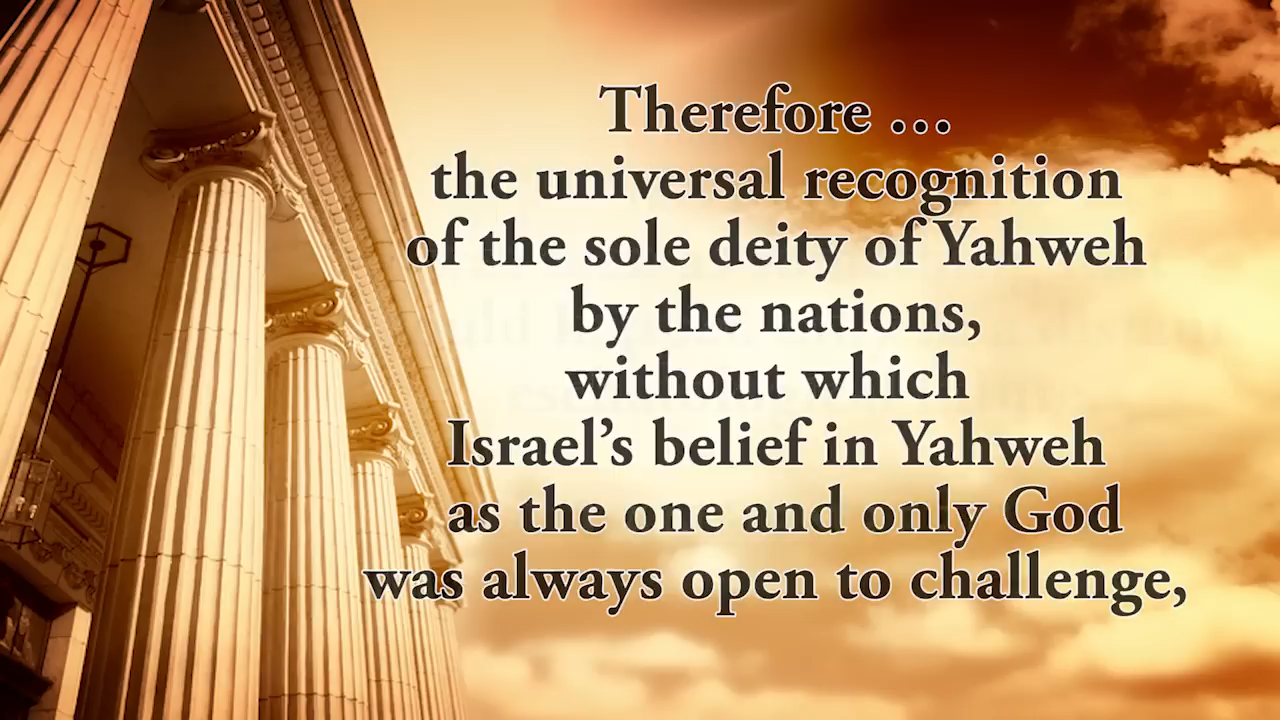 Therefore …
the universal recognition
of the sole deity of Yahweh
by the nations,
without which
Israel’s belief in Yahweh
as the one and only God
was always open to challenge,